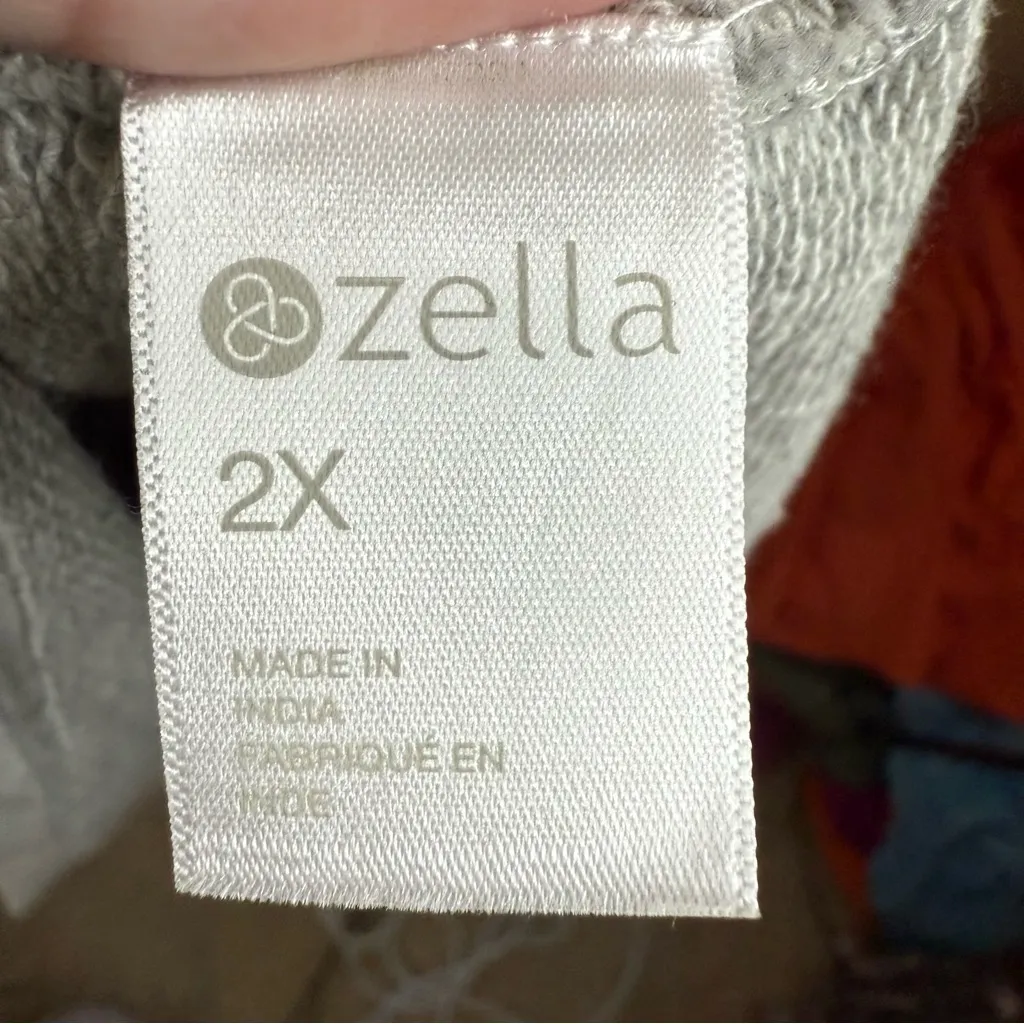 zella
2X
MADE IN
INDIA
FABRIQUÉ EN
INDE